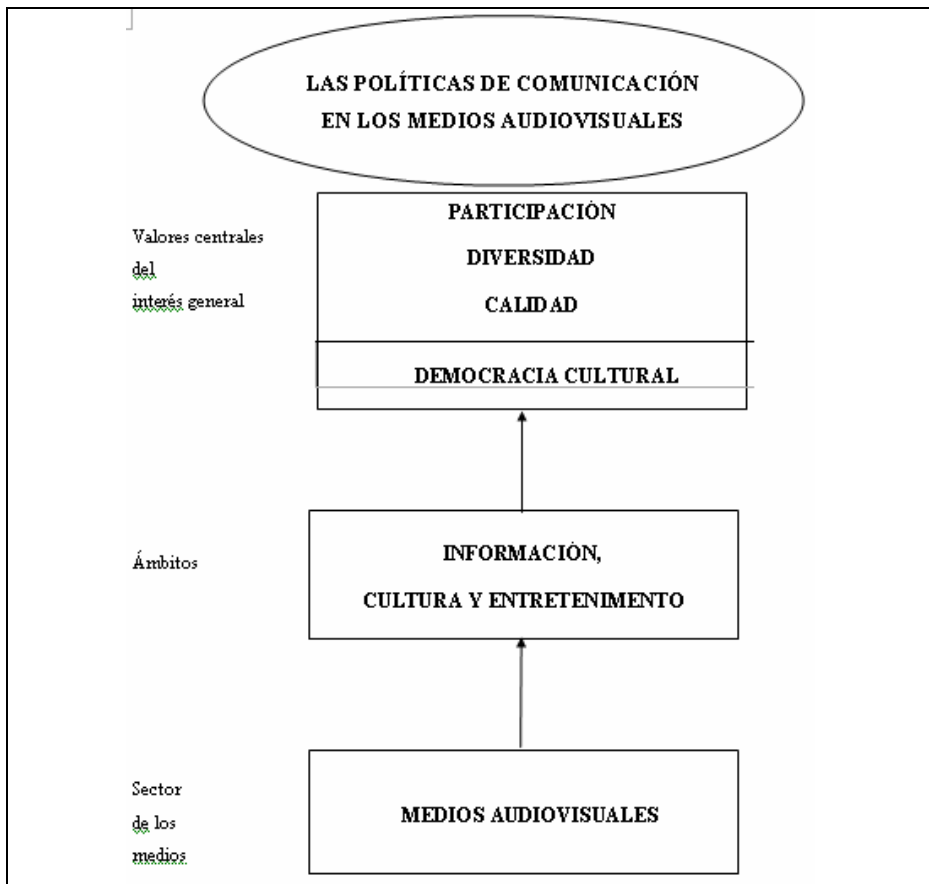 LAS POLÍTICAS DE COMUNICACIÓN
EN LOS MEDIOS AUDIOVISUALES
Valores centrales
del
interés general
PARTICIPACIÓN
DIVERSIDAD
CALIDAD
DEMOCRACIA CULTURAL
Ámbitos
INFORMACIÓN,
CULTURA Y ENTRETENIMENTO
Sector
de los
medios
MEDIOS AUDIOVISUALES